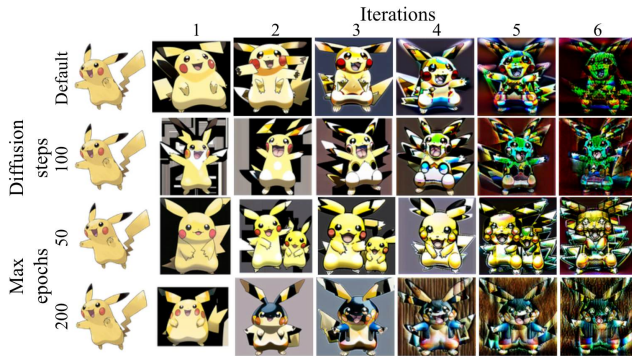 Iterations
1 2 3 4 5 6
Default
Diffusion
steps
100
Max
epochs
50
200